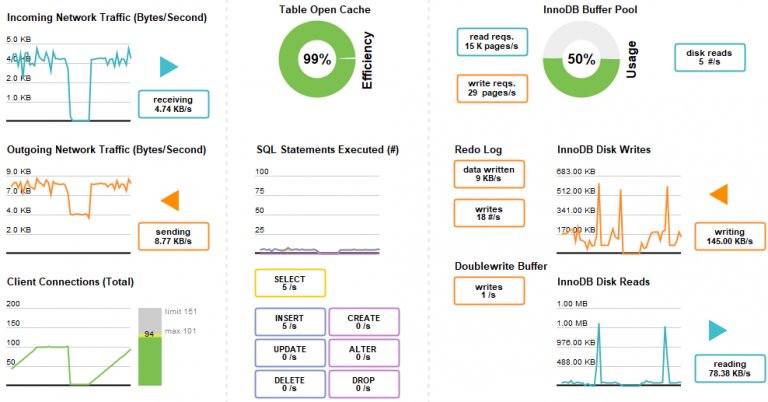 Incoming Network Traffic (Bytes/Second)
5.0 KB
4.0 KB
2.0 KB
1.0 KB
receiving
4.74 KB/s
Outgoing Network Traffic (Bytes/Second)
9.0 KB
7.0 KB
4.0 KB
2.0 KB
sending
8.77 KB/s
Client Connections (Total)
200
150
100
50
limit 151
max 101
94
Table Open Cache
99%
Efficiency
SQL Statements Executed (#)
100
75
50
25
SELECT
5 /s
INSERT
5 /s
CREATE
0 /s
UPDATE
0 /s
ALTER
0 /s
DELETE
0 /s
DROP
0 /s
InnoDB Buffer Pool
read reqs.
15 K pages/s
write reqs.
29 pages/s
50%
Usage
disk reads
5 #/s
Redo Log
data written
9 KB/s
writes
18 #/s
Doublewrite Buffer
writes
1 /s
InnoDB Disk Writes
683.00 KB
512.00 KB
341.00 KB
170.00 KB
writing
145.00 KB/s
InnoDB Disk Reads
1.00 MB
1.00 MB
976.00 KB
488.00 KB
reading
78.38 KB/s